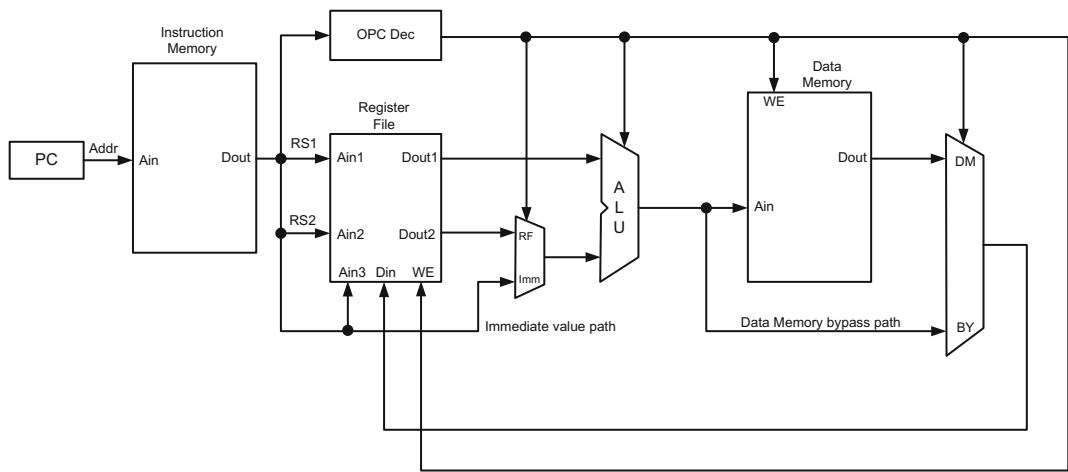 Instruction
Memory
OPC Dec
Data
Memory
WE
Register
File
PC
Addr
Ain
Dout
RS1
Ain1
Dout1
RS2
Ain2
Dout2
Ain3
Din
WE
RF
Imm
A
L
U
Ain
Dout
DM
BY
Immediate value path
Data Memory bypass path